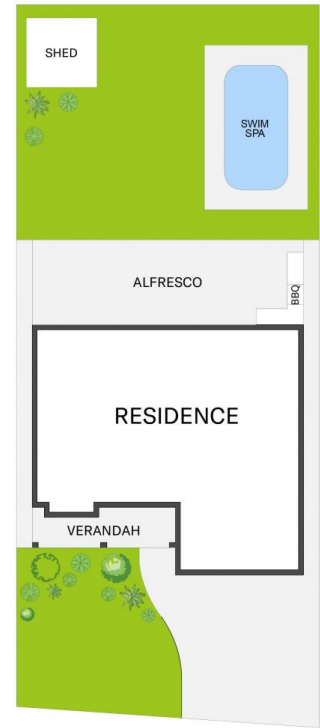 SHED
SWIM
SPA
ALFRESCO
BBQ
RESIDENCE
VERANDAH